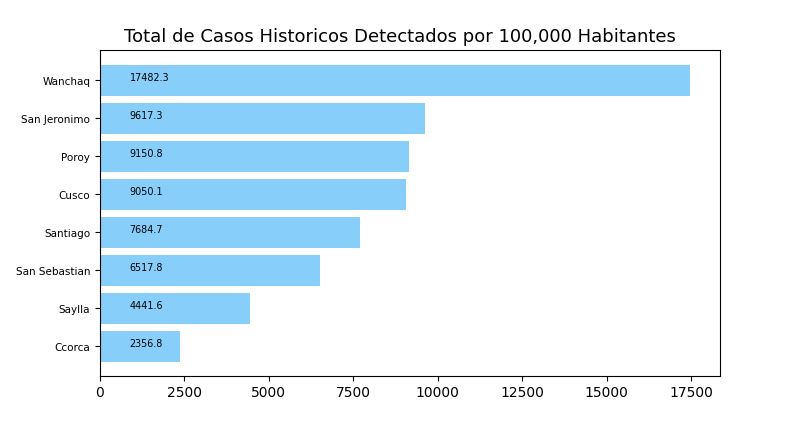 Total de Casos Historicos Detectados por 100,000 Habitantes
Wanchaq 17482.3
San Jeronimo 9617.3
Poroy 9150.8
Cusco 9050.1
Santiago 7684.7
San Sebastian 6517.8
Saylla 4441.6
Ccorca 2356.8
0 2500 5000 7500 10000 12500 15000 17500